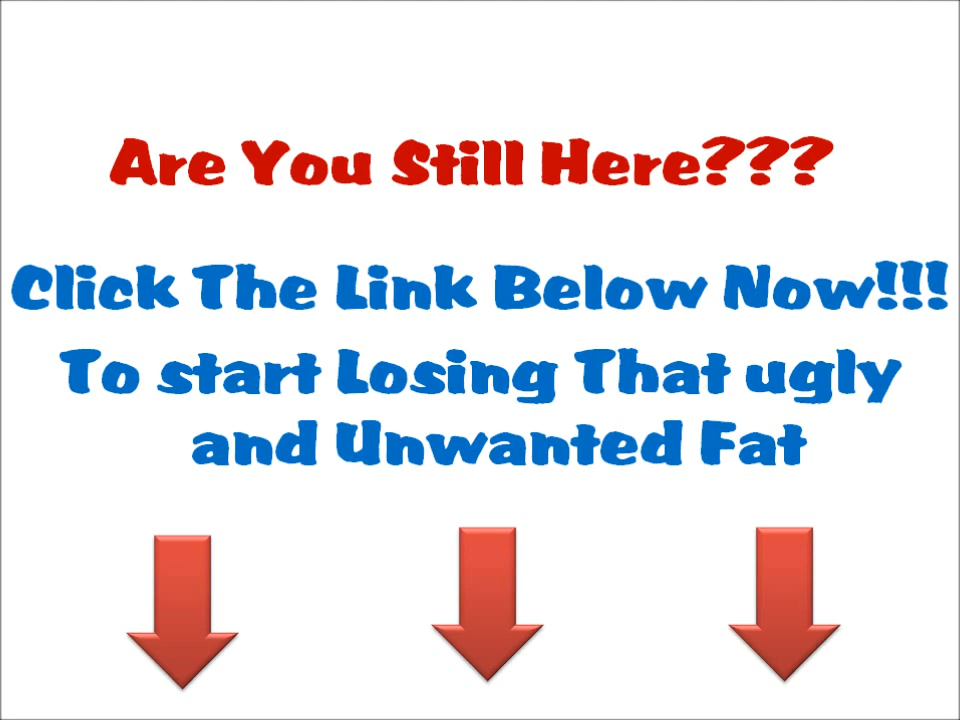 Are You Still Here???
Click The Link Below Now!!!
To start Losing That ugly
and Unwanted Fat